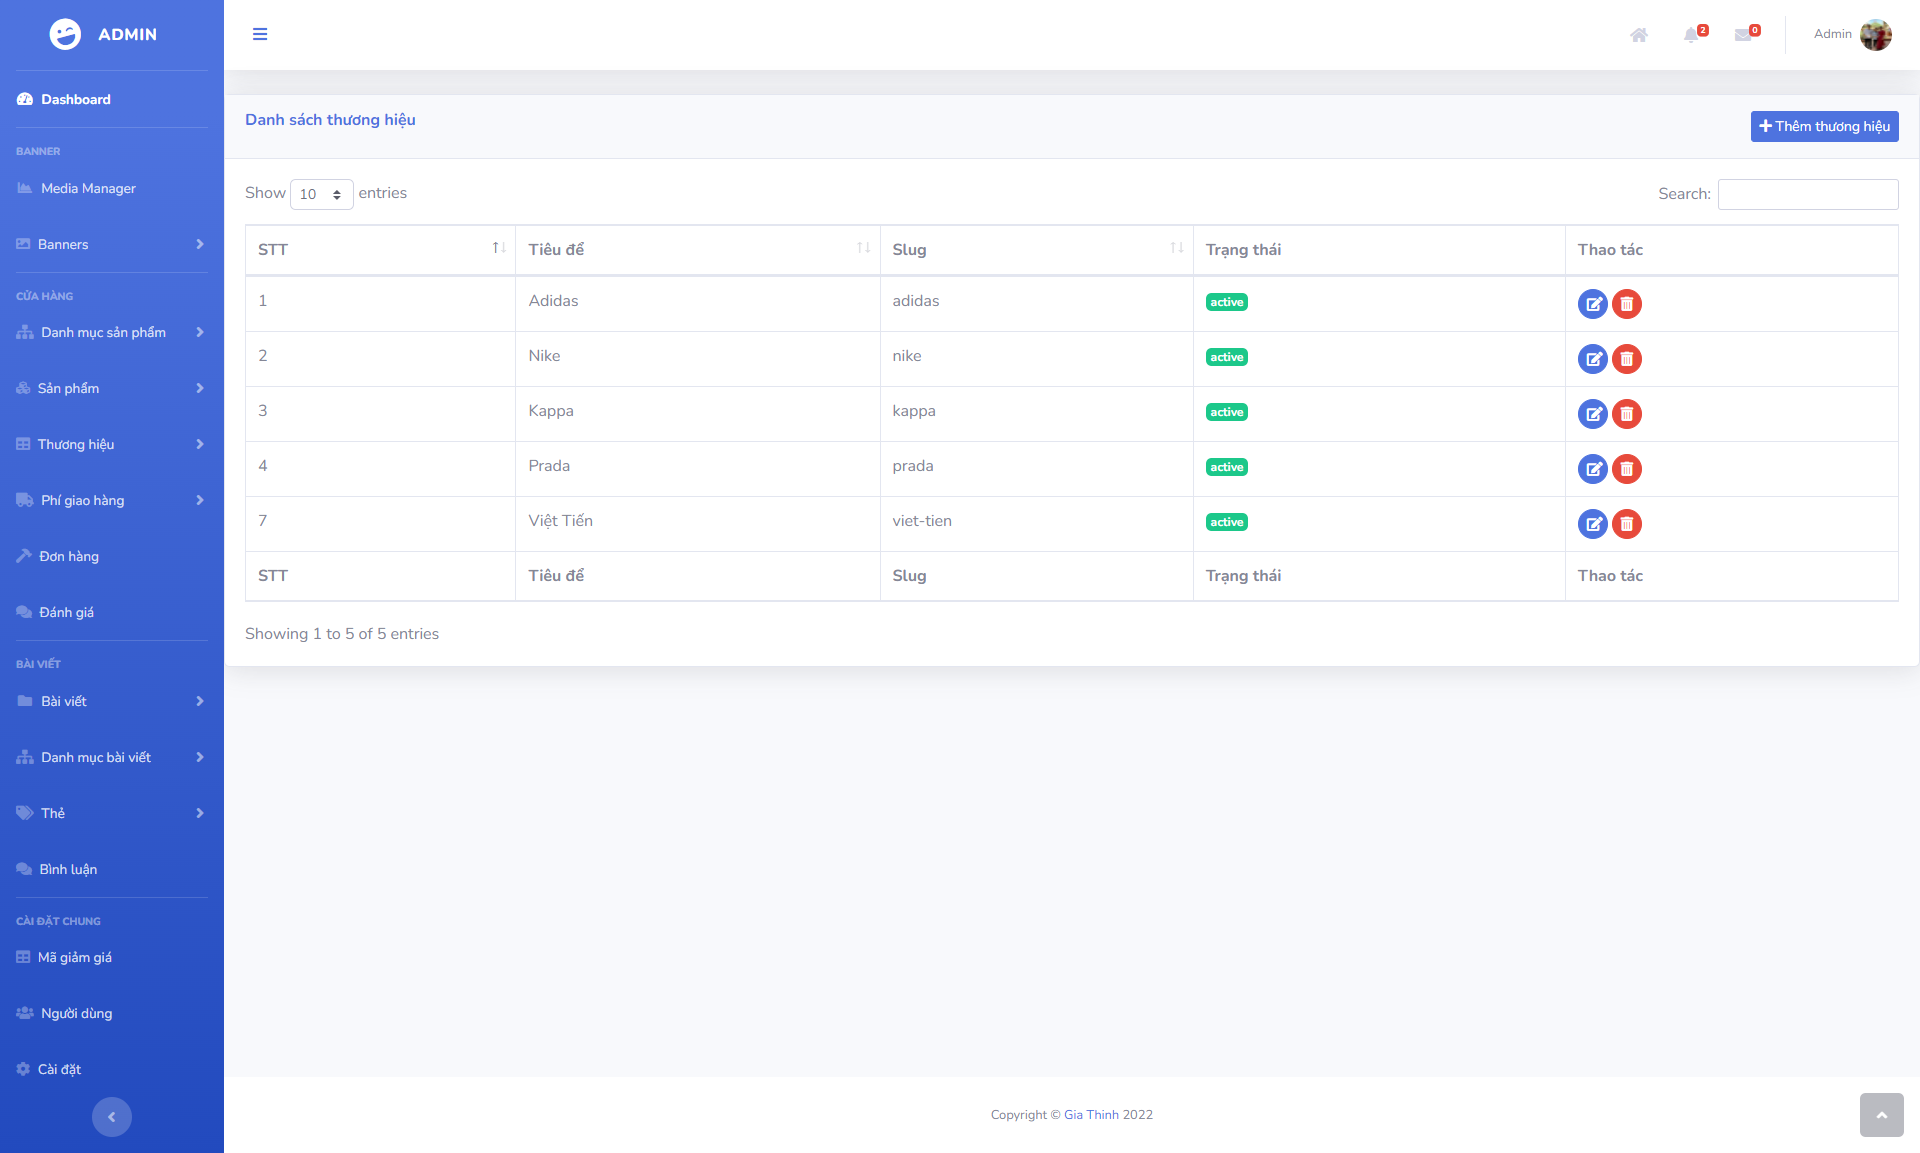 ADMIN
2
0
Admin
Dashboard
BANNER
Media Manager
Banners
CỬA HÀNG
Danh mục sản phẩm
Sản phẩm
Thương hiệu
Phí giao hàng
Đơn hàng
Đánh giá
BÀI VIẾT
Bài viết
Danh mục bài viết
Thẻ
Bình luận
CÀI ĐẶT CHUNG
Mã giảm giá
Người dùng
Cài đặt
Danh sách thương hiệu
Thêm thương hiệu
Show 10 entries
Search:
STT Tiêu để Slug Trạng thái Thao tác
1 Adidas adidas active
2 Nike nike active
3 Kappa kappa active
4 Prada prada active
7 Việt Tiến viet-tien active
STT Tiêu để Slug Trạng thái Thao tác
Showing 1 to 5 of 5 entries
Copyright © Gia Thinh 2022